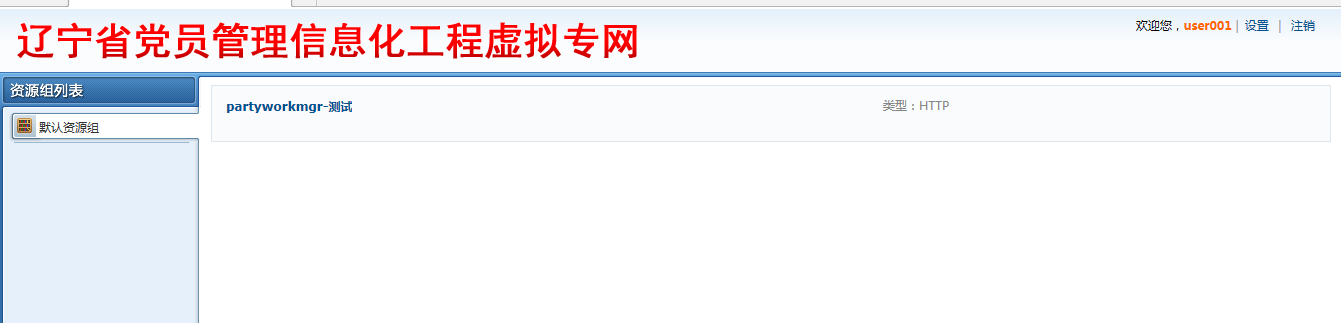 辽宁省党员管理信息化工程虚拟专网
欢迎您，user001 | 设置 | 注销
资源组列表
默认资源组
partyworkmgr-测试
类型：HTTP